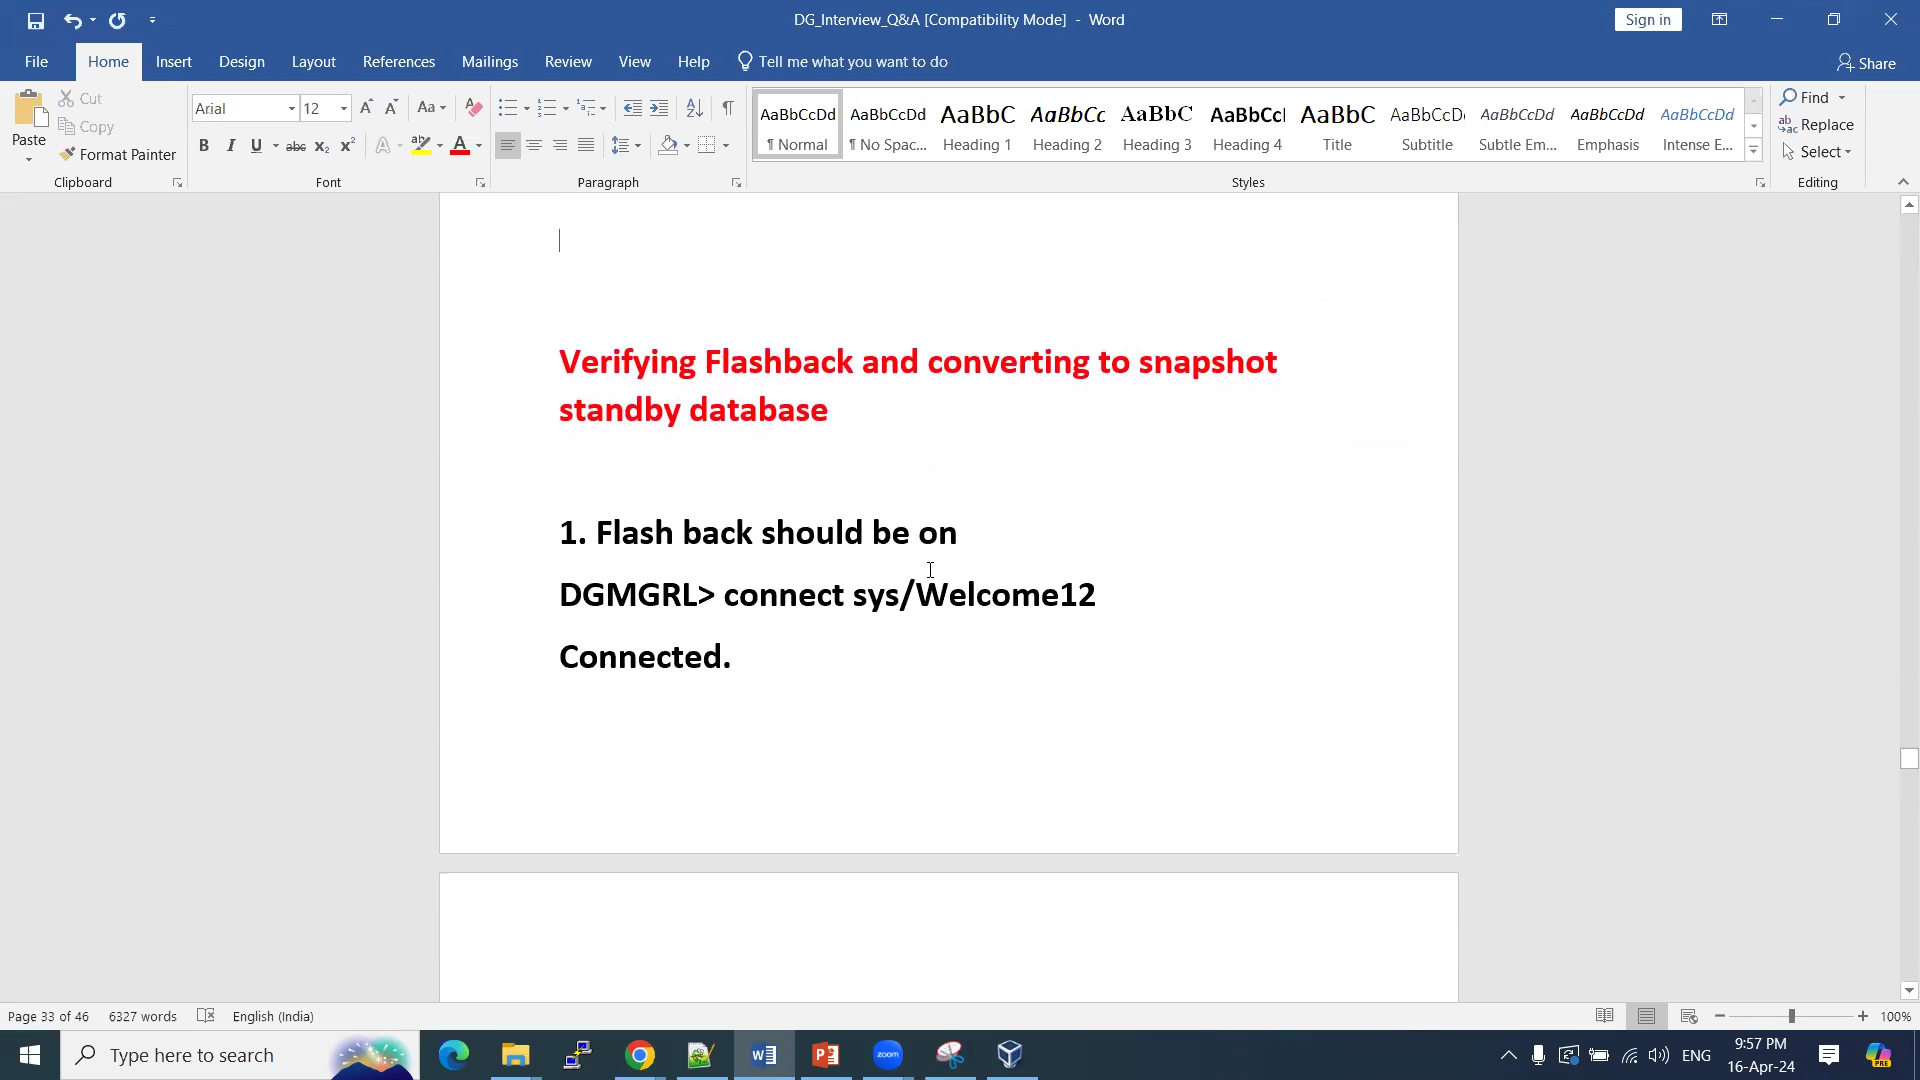 DG_Interview_Q&A [Compatibility Mode] - Word
Sign in
File Home Insert Design Layout References Mailings Review View Help Tell me what you want to do
Share
Paste
Cut
Copy
Format Painter
Clipboard
Arial 12
Font
Paragraph
AaBbCcDd AaBbCcDd AaBbC AaBbCc AaBbC AaBbCcI AaBbC AaBbCcD AaBbCcDd AaBbCcDd AaBbCcDd
¶ Normal ¶ No Spac... Heading 1 Heading 2 Heading 3 Heading 4 Title Subtitle Subtle Em... Emphasis Intense E...
Styles
Find
Replace
Select
Editing
Verifying Flashback and converting to snapshot
standby database
1. Flash back should be on
DGMGRL> connect sys/Welcome12
Connected.
Page 33 of 46 6327 words English (India)
100%
Type here to search
zoom
ENG
9:57 PM
16-Apr-24
PRE